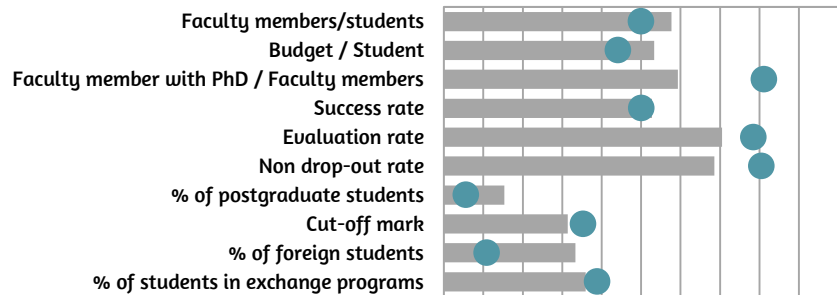 Faculty members/students
Budget / Student
Faculty member with PhD / Faculty members
Success rate
Evaluation rate
Non drop-out rate
% of postgraduate students
Cut-off mark
% of foreign students
% of students in exchange programs